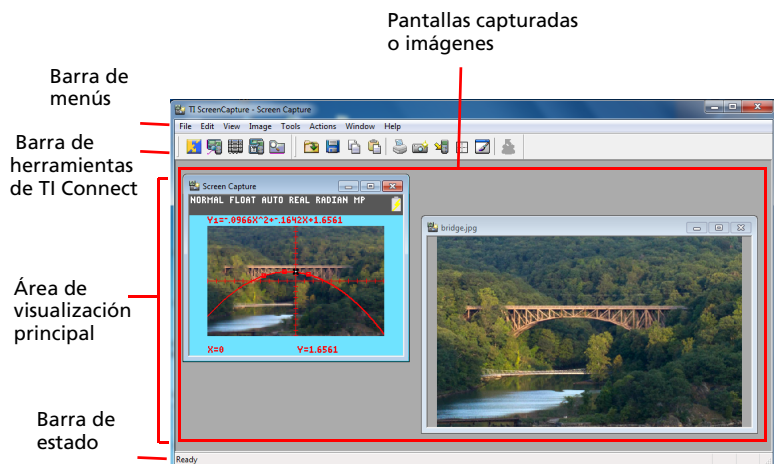 Pantallas capturadas
o imágenes
Barra de
menús
TI ScreenCapture - Screen Capture
File Edit View Image Tools Actions Window Help
Barra de
herramientas
de TI Connect
Screen Capture
NORMAL FLOAT AUTO REAL RADIAN MP
Y1=-.0966X^2+-.1642X+1.6561
bridge.jpg
Área de
visualización
principal
X=0 Y=1.6561
Barra de
estado
Ready